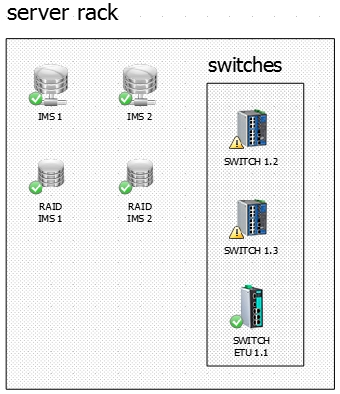 server rack
switches
IMS 1
IMS 2
SWITCH 1.2
RAID
IMS 1
RAID
IMS 2
SWITCH 1.3
SWITCH
ETU 1.1